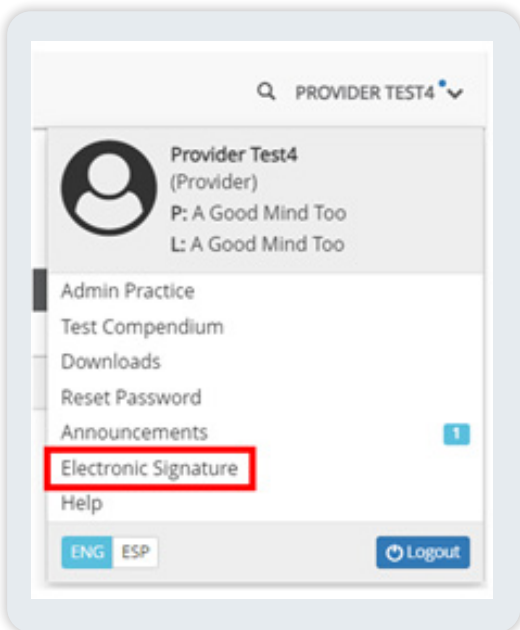 PROVIDER TEST4
Provider Test4
(Provider)
P: A Good Mind Too
L: A Good Mind Too
Admin Practice
Test Compendium
Downloads
Reset Password
Announcements 1
Electronic Signature
Help
ENG ESP Logout